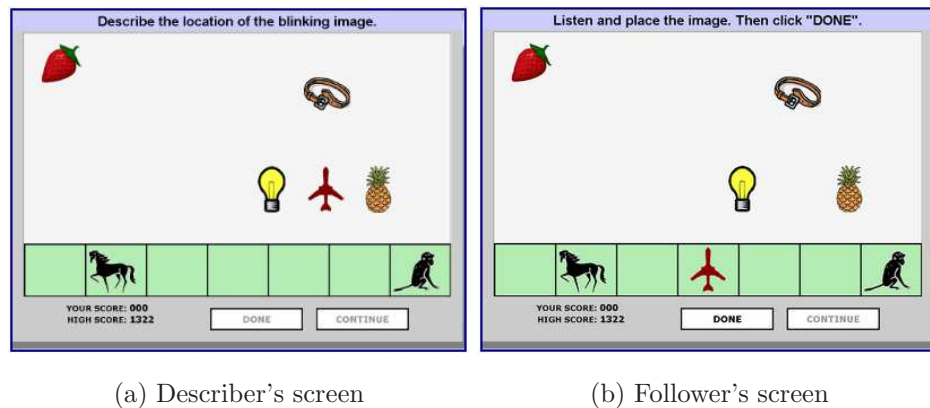 Describe the location of the blinking image.
YOUR SCORE: 000
HIGH SCORE: 1322
DONE
CONTINUE
Listen and place the image. Then click "DONE".
YOUR SCORE: 000
HIGH SCORE: 1322
DONE
CONTINUE
(a) Describer's screen
(b) Follower's screen